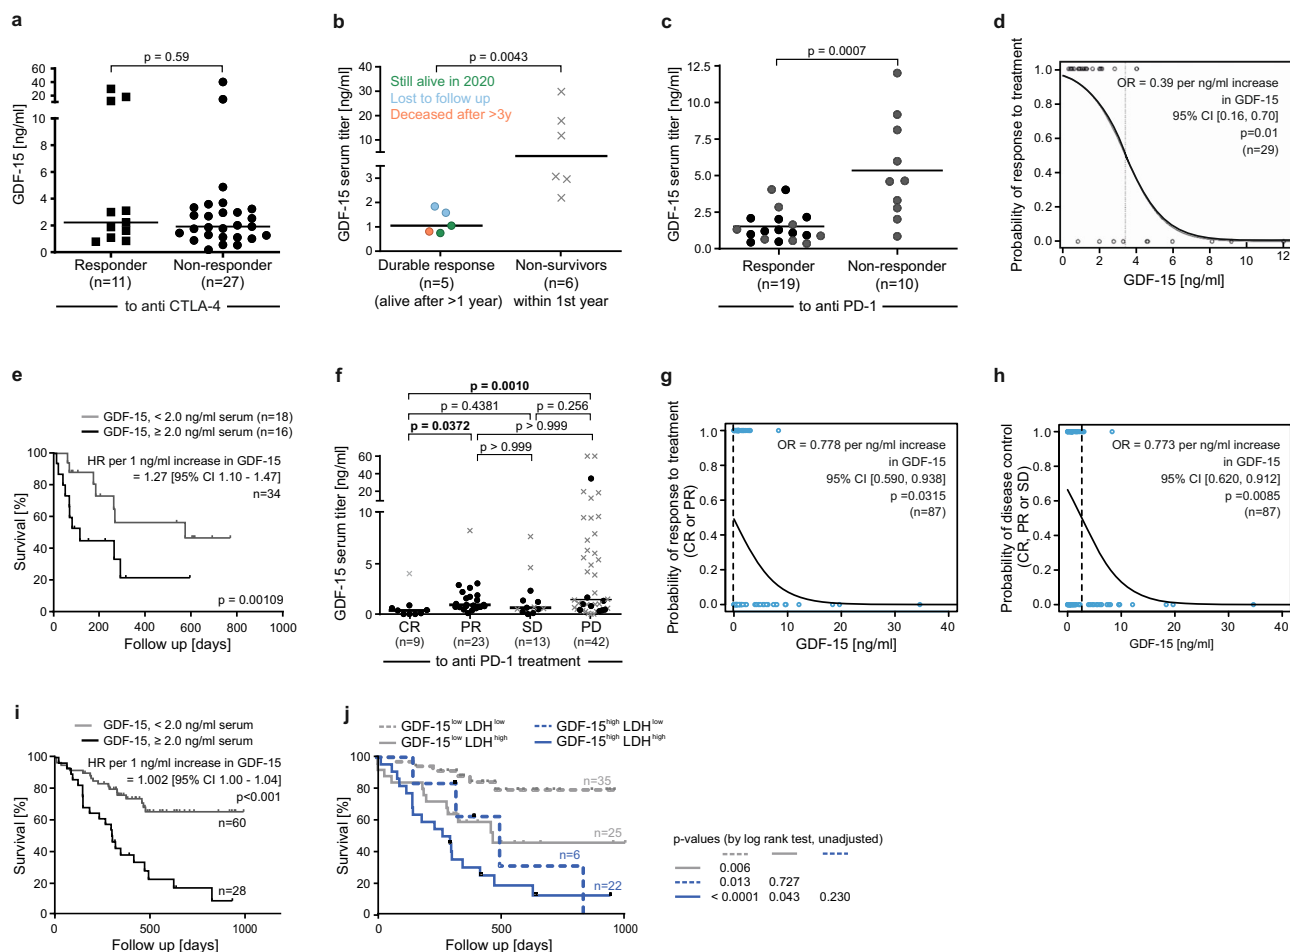 a
p = 0.59
GDF-15 [ng/ml]
60
40
20
10
8
6
4
2
0
Responder
(n=11)
Non-responder
(n=27)
to anti CTLA-4
b
p = 0.0043
Still alive in 2020
Lost to follow up
Deceased after >3y
GDF-15 serum titer [ng/ml]
40
30
20
10
5
3
2
1
0
Durable response
(n=5)
(alive after >1 year)
Non-survivors
(n=6)
within 1st year
c
p = 0.0007
GDF-15 serum titer [ng/ml]
12.5
10.0
7.5
5.0
2.5
0.0
Responder
(n=19)
Non-responder
(n=10)
to anti PD-1
d
Probability of response to treatment
1.0
0.8
0.6
0.4
0.2
0.0
OR = 0.39 per ng/ml increase
in GDF-15
95% CI [0.16, 0.70]
p=0.01
(n=29)
0 2 4 6 8 10 12
GDF-15 [ng/ml]
e
GDF-15, < 2.0 ng/ml serum (n=18)
GDF-15, ≥ 2.0 ng/ml serum (n=16)
HR per 1 ng/ml increase in GDF-15
= 1.27 [95% CI 1.10 - 1.47]
n=34
p = 0.00109
Survival [%]
100
80
60
40
20
0
0 200 400 600 800 1000
Follow up [days]
f
p = 0.0010
p = 0.4381
p = 0.256
p = 0.0372
p > 0.999
p > 0.999
GDF-15 serum titer [ng/ml]
60
40
20
10
5
0
CR
(n=9)
PR
(n=23)
SD
(n=13)
PD
(n=42)
to anti PD-1 treatment
g
Probability of response to treatment
(CR or PR)
1.0
0.8
0.6
0.4
0.2
0.0
OR = 0.778 per ng/ml increase
in GDF-15
95% CI [0.590, 0.938]
p =0.0315
(n=87)
0 10 20 30 40
GDF-15 [ng/ml]
h
Probability of disease control
(CR, PR or SD)
1.0
0.8
0.6
0.4
0.2
0.0
OR = 0.773 per ng/ml increase
in GDF-15
95% CI [0.620, 0.912]
p =0.0085
(n=87)
0 10 20 30 40
GDF-15 [ng/ml]
i
GDF-15, < 2.0 ng/ml serum
GDF-15, ≥ 2.0 ng/ml serum
HR per 1 ng/ml increase in GDF-15
= 1.002 [95% CI 1.00 - 1.04]
p<0.001
n=60
n=28
Survival [%]
100
80
60
40
20
0
0 500 1000
Follow up [days]
j
GDF-15low LDHlow
GDF-15low LDHhigh
GDF-15high LDHlow
GDF-15high LDHhigh
n=35
n=25
n=6
n=22
Survival [%]
100
80
60
40
20
0
0 500 1000
Follow up [days]
p-values (by log rank test, unadjusted)
0.006
0.013 0.727
< 0.0001 0.043 0.230